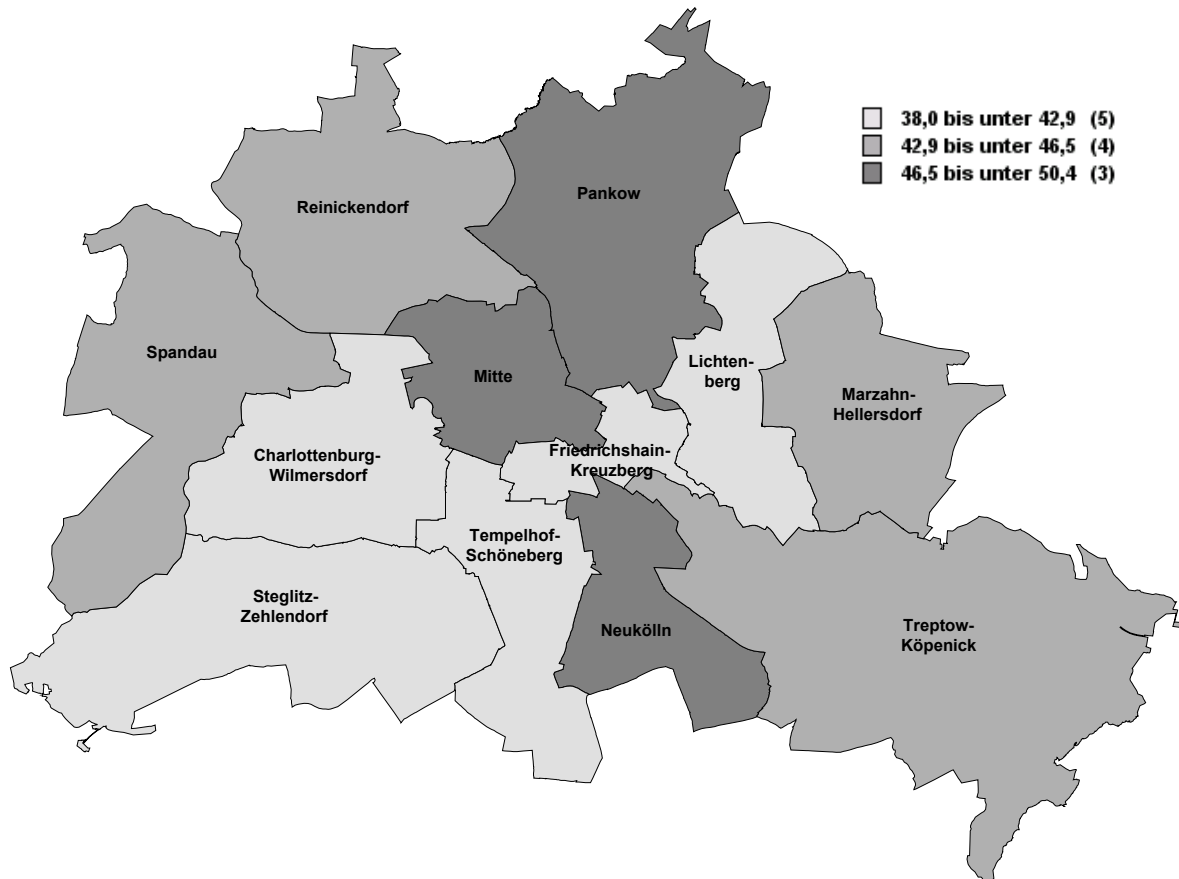 38,0 bis unter 42,9 (5)
42,9 bis unter 46,5 (4)
46,5 bis unter 50,4 (3)
Pankow
Reinickendorf
Spandau
Mitte
Lichten-
berg
Marzahn-
Hellersdorf
Charlottenburg-
Wilmersdorf
Friedrichshain-
Kreuzberg
Tempelhof-
Schöneberg
Steglitz-
Zehlendorf
Neukölln
Treptow-
Köpenick